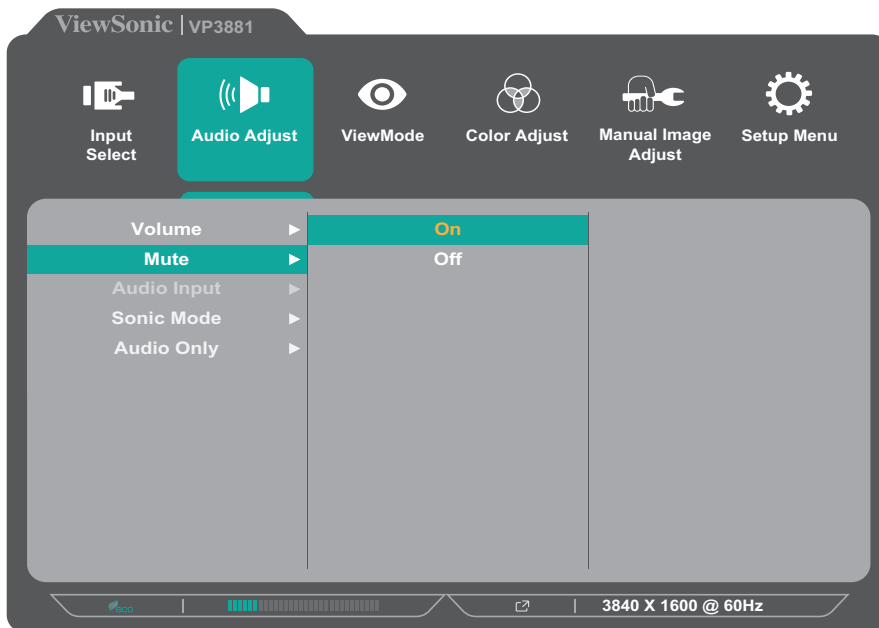 ViewSonic | VP3881
Input Select
Audio Adjust
ViewMode
Color Adjust
Manual Image Adjust
Setup Menu
Volume
On
Mute
Off
Audio Input
Sonic Mode
Audio Only
eco
3840 X 1600 @ 60Hz